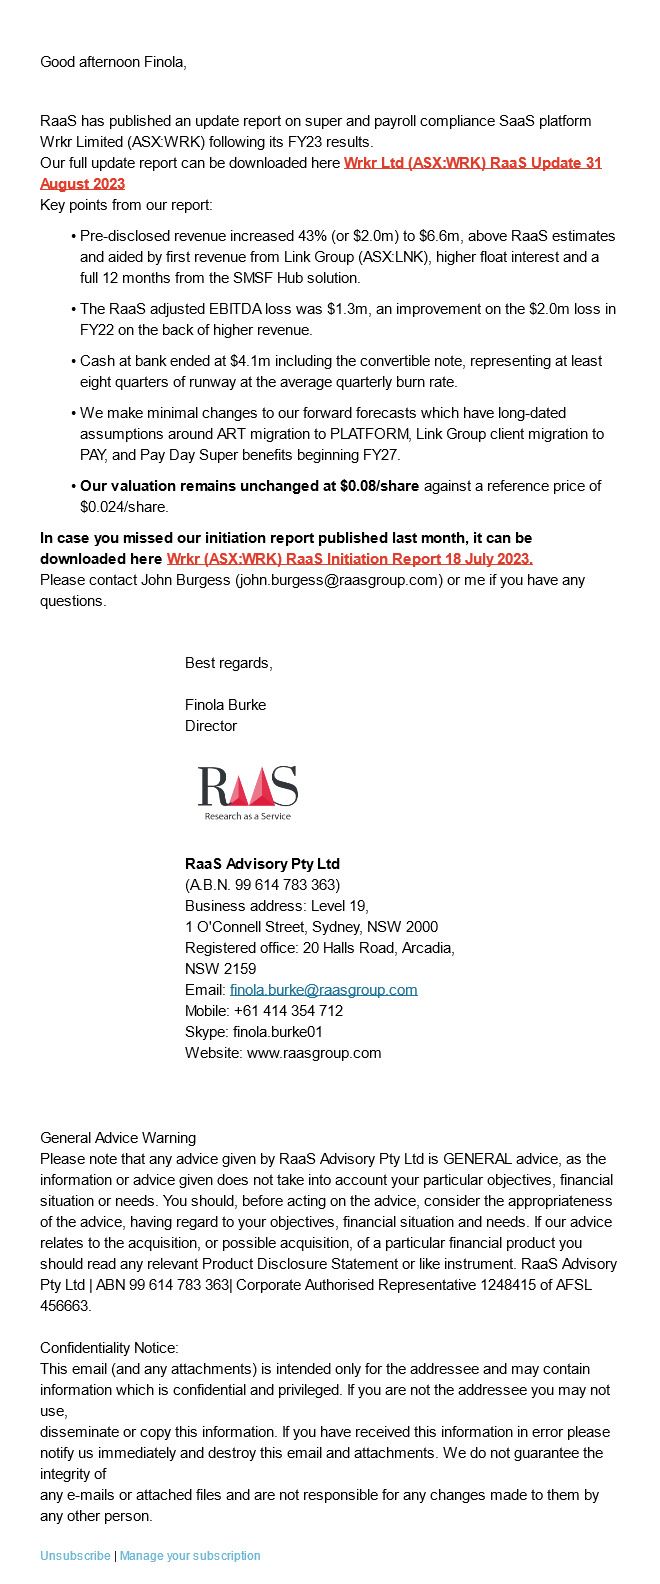 Good afternoon Finola,
RaaS has published an update report on super and payroll compliance SaaS platform
Wrkr Limited (ASX:WRK) following its FY23 results.
Our full update report can be downloaded here Wrkr Ltd (ASX:WRK) RaaS Update 31
August 2023
Key points from our report:
• Pre-disclosed revenue increased 43% (or $2.0m) to $6.6m, above RaaS estimates
and aided by first revenue from Link Group (ASX:LNK), higher float interest and a
full 12 months from the SMSF Hub solution.
• The RaaS adjusted EBITDA loss was $1.3m, an improvement on the $2.0m loss in
FY22 on the back of higher revenue.
• Cash at bank ended at $4.1m including the convertible note, representing at least
eight quarters of runway at the average quarterly burn rate.
• We make minimal changes to our forward forecasts which have long-dated
assumptions around ART migration to PLATFORM, Link Group client migration to
PAY, and Pay Day Super benefits beginning FY27.
• Our valuation remains unchanged at $0.08/share against a reference price of
$0.024/share.
In case you missed our initiation report published last month, it can be
downloaded here Wrkr (ASX:WRK) RaaS Initiation Report 18 July 2023.
Please contact John Burgess (john.burgess@raasgroup.com) or me if you have any
questions.
Best regards,
Finola Burke
Director
RaaS
Research as a Service
RaaS Advisory Pty Ltd
(A.B.N. 99 614 783 363)
Business address: Level 19,
1 O'Connell Street, Sydney, NSW 2000
Registered office: 20 Halls Road, Arcadia,
NSW 2159
Email: finola.burke@raasgroup.com
Mobile: +61 414 354 712
Skype: finola.burke01
Website: www.raasgroup.com
General Advice Warning
Please note that any advice given by RaaS Advisory Pty Ltd is GENERAL advice, as the
information or advice given does not take into account your particular objectives, financial
situation or needs. You should, before acting on the advice, consider the appropriateness
of the advice, having regard to your objectives, financial situation and needs. If our advice
relates to the acquisition, or possible acquisition, of a particular financial product you
should read any relevant Product Disclosure Statement or like instrument. RaaS Advisory
Pty Ltd | ABN 99 614 783 363| Corporate Authorised Representative 1248415 of AFSL
456663.
Confidentiality Notice:
This email (and any attachments) is intended only for the addressee and may contain
information which is confidential and privileged. If you are not the addressee you may not
use,
disseminate or copy this information. If you have received this information in error please
notify us immediately and destroy this email and attachments. We do not guarantee the
integrity of
any e-mails or attached files and are not responsible for any changes made to them by
any other person.
Unsubscribe | Manage your subscription